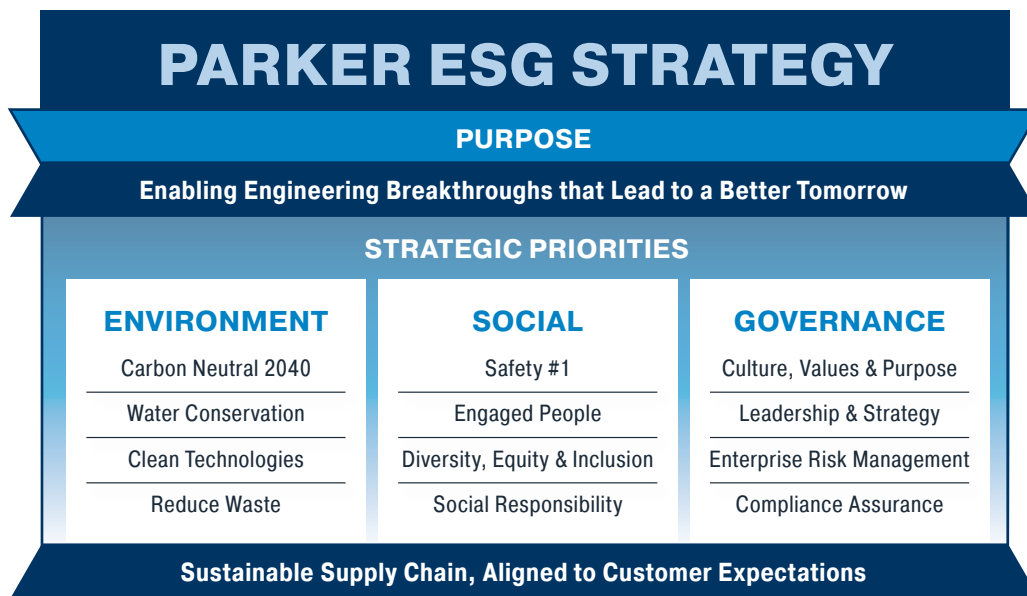 PARKER ESG STRATEGY
PURPOSE
Enabling Engineering Breakthroughs that Lead to a Better Tomorrow
STRATEGIC PRIORITIES
ENVIRONMENT
Carbon Neutral 2040
Water Conservation
Clean Technologies
Reduce Waste
SOCIAL
Safety #1
Engaged People
Diversity, Equity & Inclusion
Social Responsibility
GOVERNANCE
Culture, Values & Purpose
Leadership & Strategy
Enterprise Risk Management
Compliance Assurance
Sustainable Supply Chain, Aligned to Customer Expectations